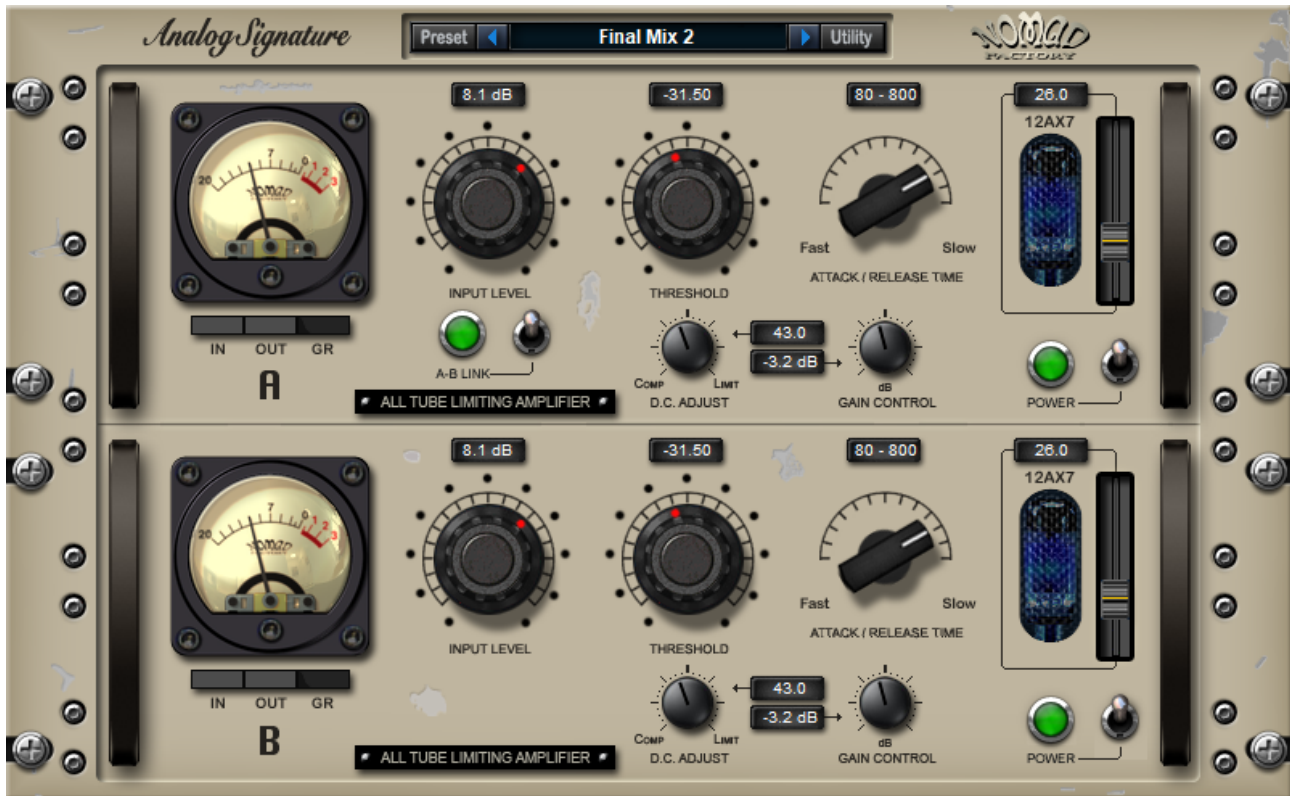 Analog Signature
Preset
Final Mix 2
Utility
NOMAD
FACTORY
8.1 dB
-31.50
80 - 800
26.0
12AX7
20 7 0 1 2 3
NOMAD
Fast
Slow
INPUT LEVEL
THRESHOLD
ATTACK / RELEASE TIME
IN OUT GR
43.0
-3.2 dB
A-B LINK
COMP
LIMIT
dB
A
ALL TUBE LIMITING AMPLIFIER
D.C. ADJUST
GAIN CONTROL
POWER
8.1 dB
-31.50
80 - 800
26.0
12AX7
20 7 0 1 2 3
NOMAD
Fast
Slow
INPUT LEVEL
THRESHOLD
ATTACK / RELEASE TIME
IN OUT GR
43.0
-3.2 dB
COMP
LIMIT
dB
B
ALL TUBE LIMITING AMPLIFIER
D.C. ADJUST
GAIN CONTROL
POWER